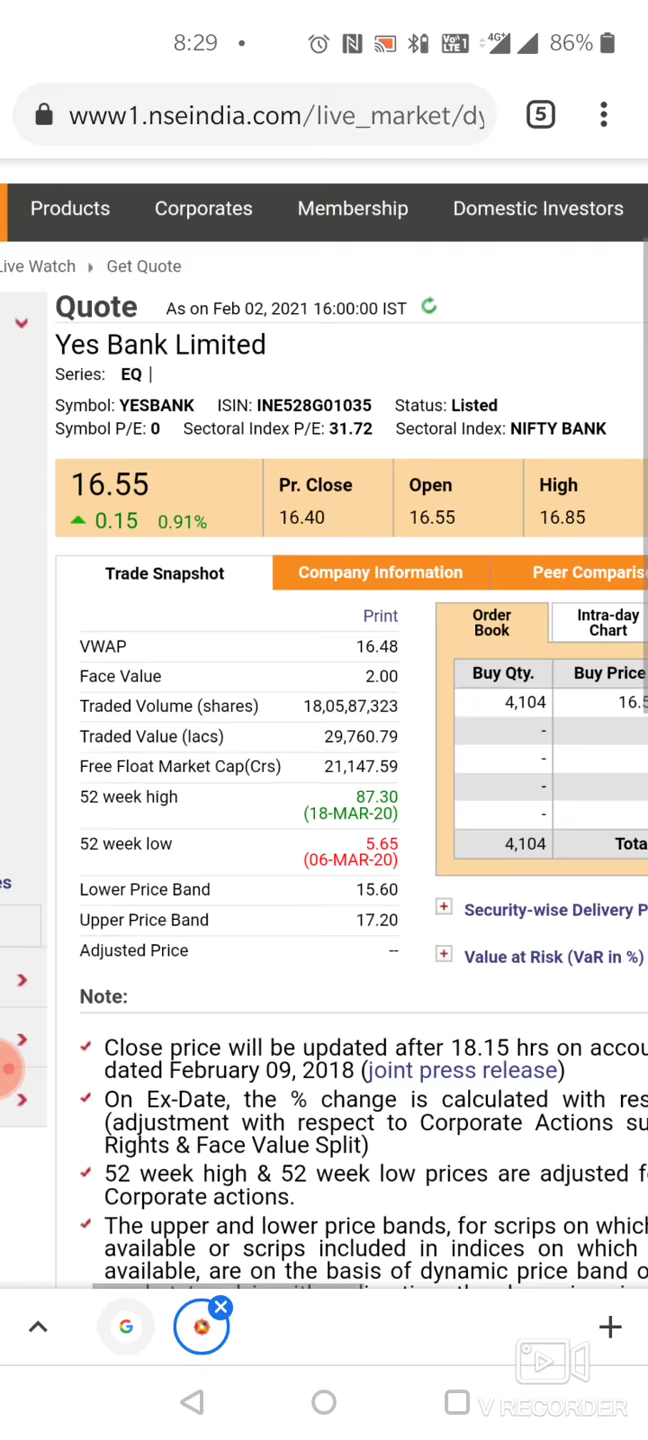 8:29
4G+
VoD LTE1
86%
www1.nseindia.com/live_market/dy
5
Products Corporates Membership Domestic Investors
Live Watch Get Quote
Quote As on Feb 02, 2021 16:00:00 IST
Yes Bank Limited
Series: EQ |
Symbol: YESBANK ISIN: INE528G01035 Status: Listed
Symbol P/E: 0 Sectoral Index P/E: 31.72 Sectoral Index: NIFTY BANK
16.55 Pr. Close Open High
0.15 0.91% 16.40 16.55 16.85
Trade Snapshot Company Information Peer Comparis
Print
Order Book
Intra-day Chart
VWAP 16.48
Face Value 2.00
Traded Volume (shares) 18,05,87,323
Traded Value (lacs) 29,760.79
Free Float Market Cap(Crs) 21,147.59
52 week high 87.30
(18-MAR-20)
52 week low 5.65
(06-MAR-20)
Lower Price Band 15.60
Upper Price Band 17.20
Adjusted Price --
Buy Qty. Buy Price
4,104 16.5
-
-
-
-
4,104 Tota
es
Security-wise Delivery P
Value at Risk (VaR in %)
Note:
Close price will be updated after 18.15 hrs on accou
dated February 09, 2018 (joint press release)
On Ex-Date, the % change is calculated with res
(adjustment with respect to Corporate Actions su
Rights & Face Value Split)
52 week high & 52 week low prices are adjusted f
Corporate actions.
The upper and lower price bands, for scrips on which
available or scrips included in indices on which
available, are on the basis of dynamic price band o
V RECORDER